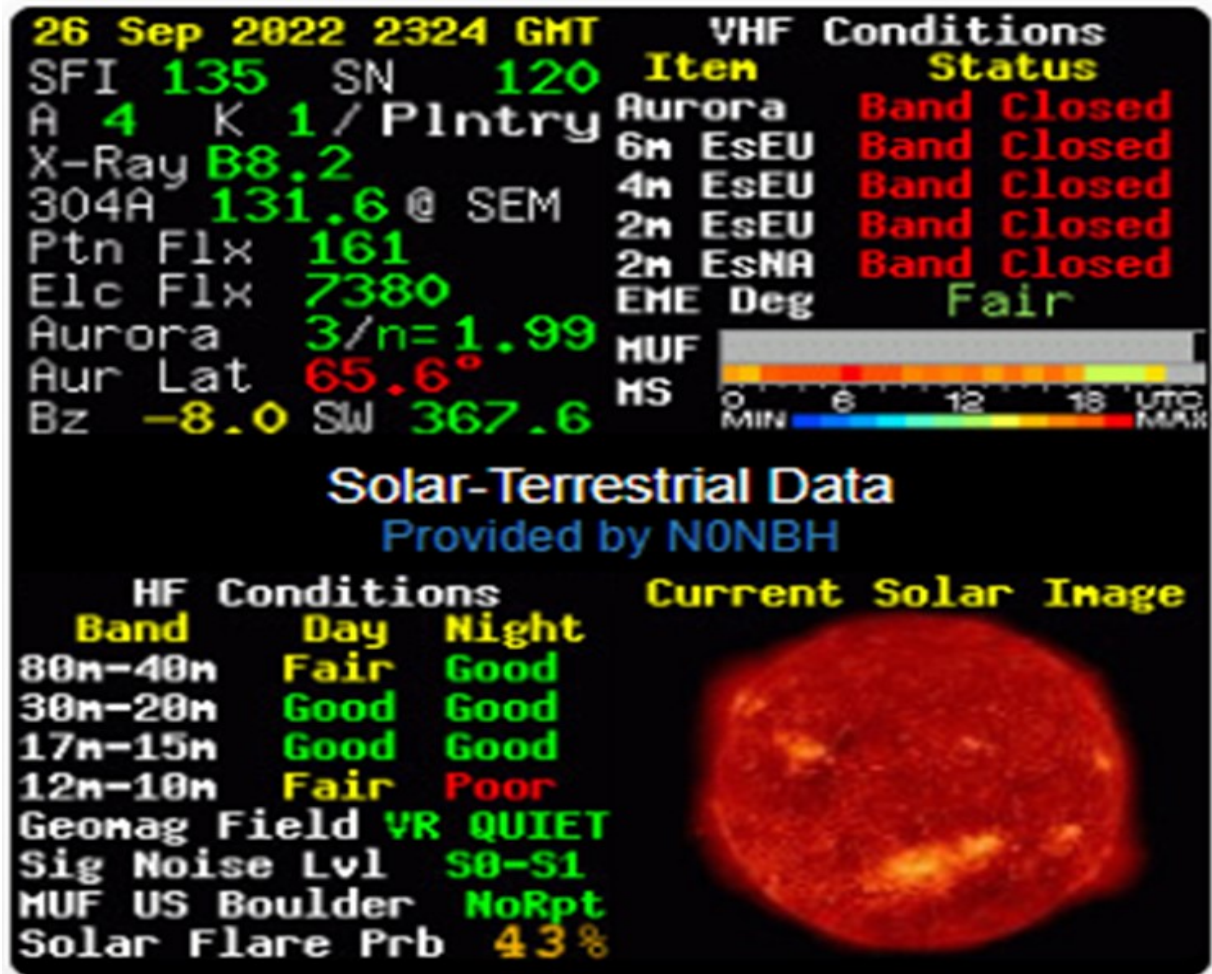 26 Sep 2022 2324 GMT
SFI 135 SN 120
A 4 K 1 / Plntry
X-Ray B8.2
304A 131.6 @ SEM
Ptn Flx 161
Elc Flx 7380
Aurora 3/n=1.99
Aur Lat 65.6°
Bz -8.0 SW 367.6
VHF Conditions
Item Status
Aurora Band Closed
6m EsEU Band Closed
4m EsEU Band Closed
2m EsEU Band Closed
2m EsNA Band Closed
EME Deg Fair
MUF
MS
0 6 12 18 UTC
MIN MAX
Solar-Terrestrial Data
Provided by N0NBH
HF Conditions
Band Day Night
80m-40m Fair Good
30m-20m Good Good
17m-15m Good Good
12m-10m Fair Poor
Geomag Field VR QUIET
Sig Noise Lvl S0-S1
MUF US Boulder NoRpt
Solar Flare Prb 43%
Current Solar Image